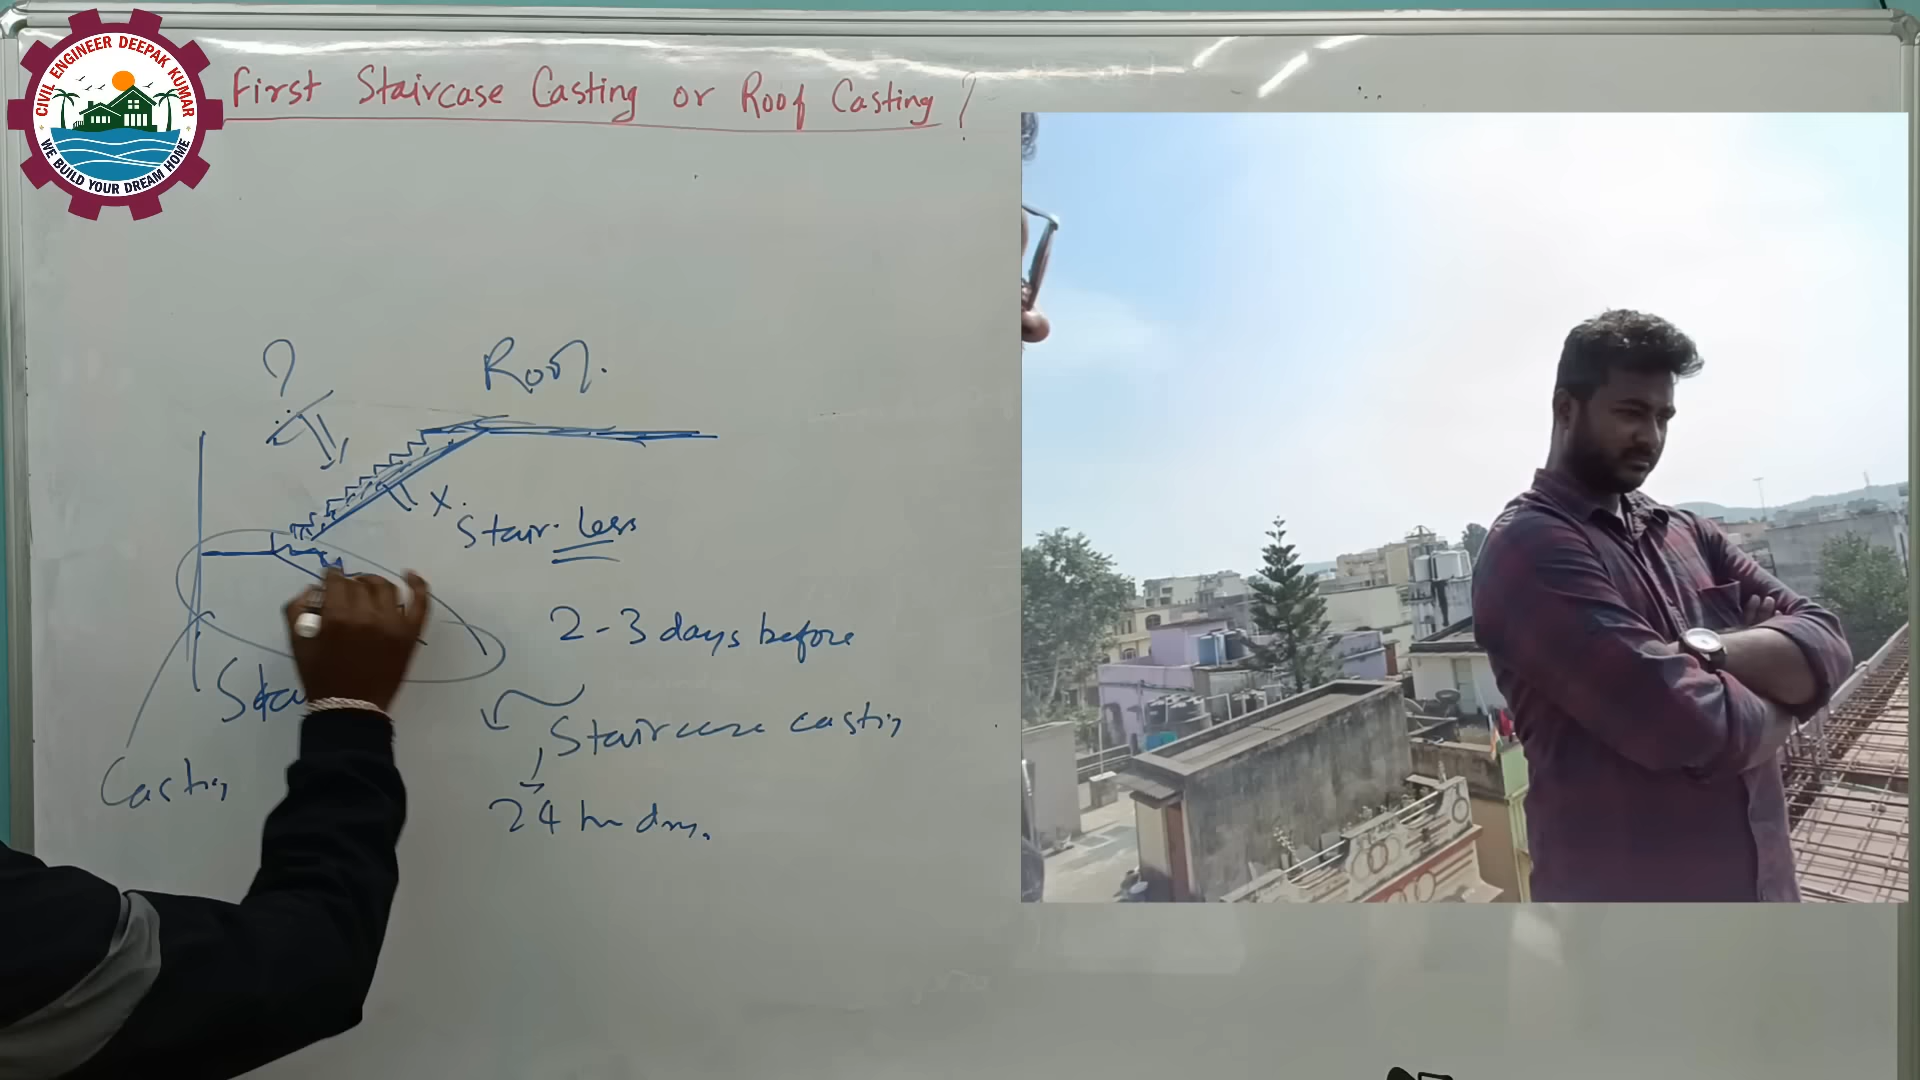 CIVIL ENGINEER DEEPAK KUMAR
WE BUILD YOUR DREAM HOME
First Staircase Casting or Roof Casting ?
?
Roof.
x.
Stair less
2-3 days before
Staircase casting
Casting
24 hr